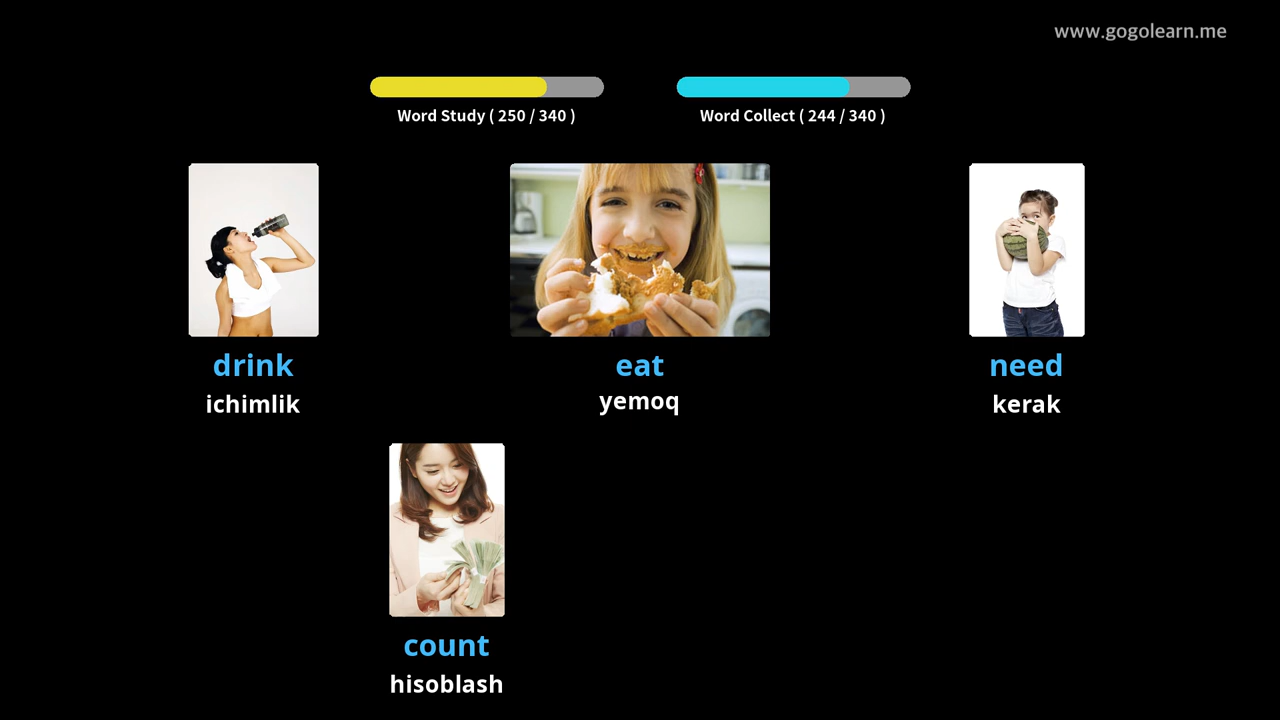 www.gogolearn.me
Word Study ( 250 / 340 )
Word Collect ( 244 / 340 )
drink
ichimlik
eat
yemoq
need
kerak
count
hisoblash